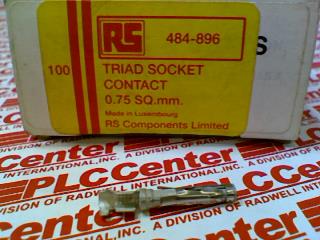 RS
484-896
S
100
TRIAD SOCKET
CONTACT
0.75 SQ.mm.
Made in Luxembourg
RS Components Limited
PLCCenter
A DIVISION OF RADWELL INTERNATIONAL, INC.